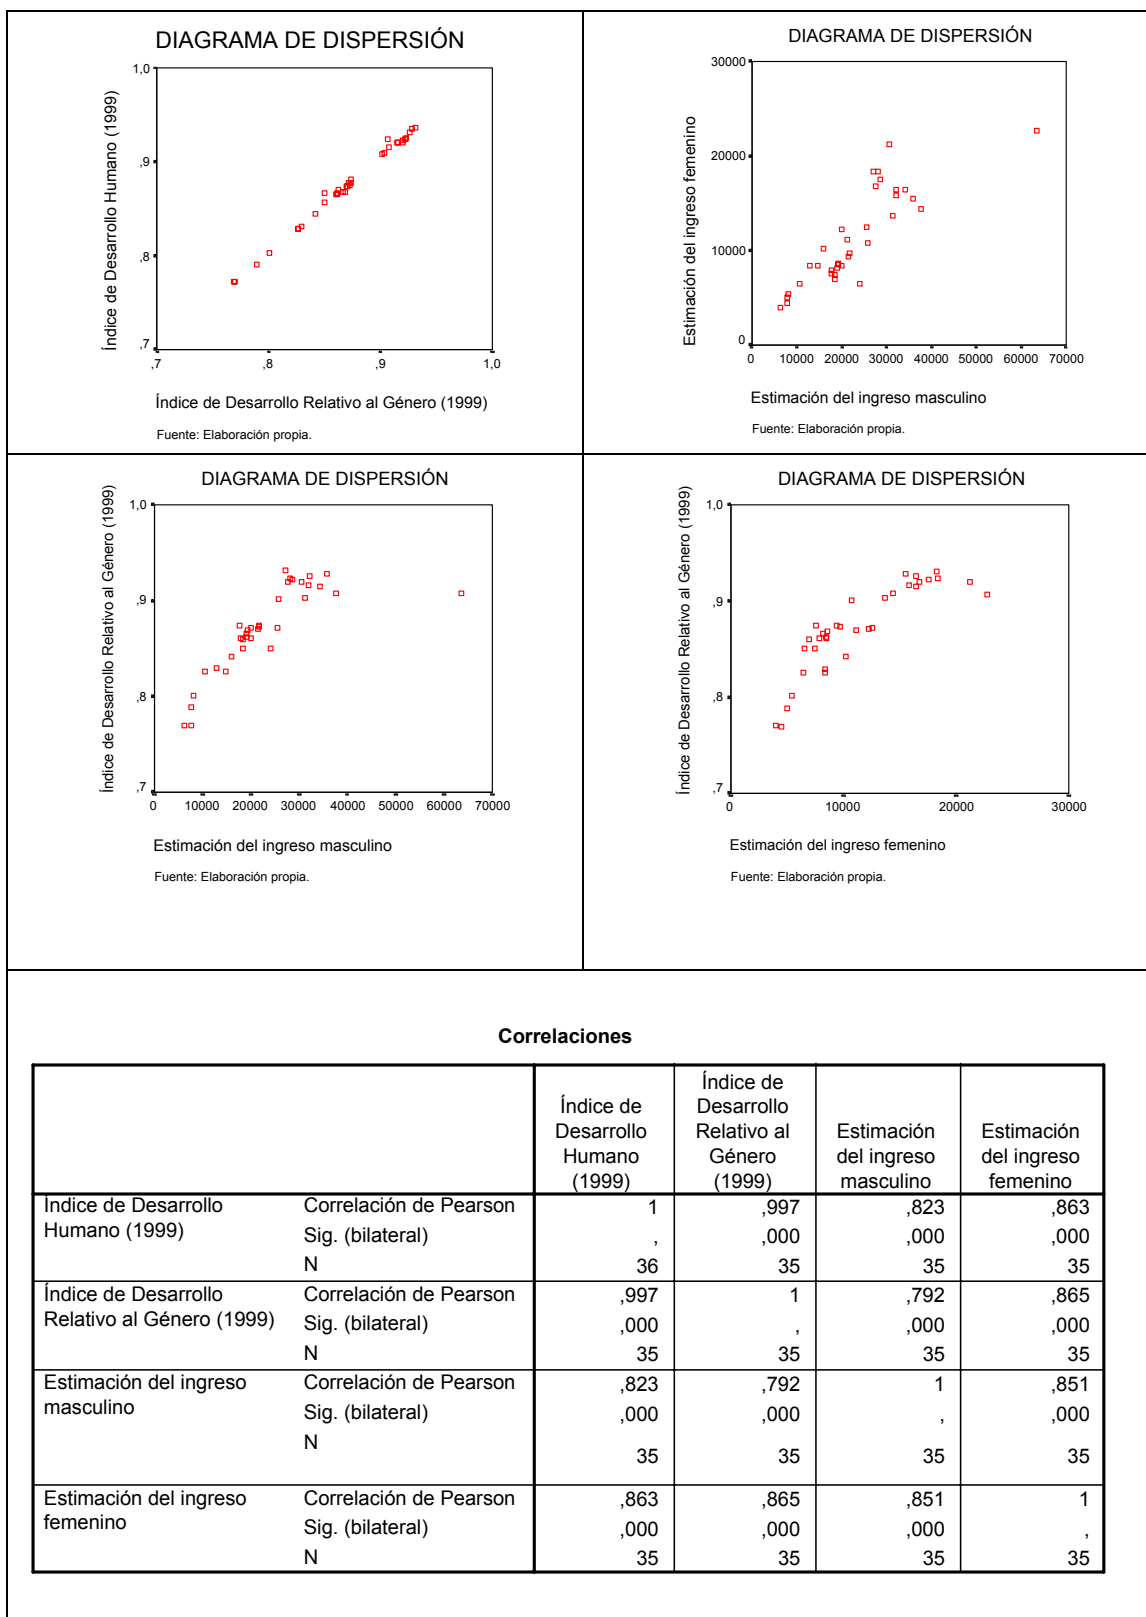 DIAGRAMA DE DISPERSIÓN
Índice de Desarrollo Humano (1999)
1,0
,9
,8
,7
,7 ,8 ,9 1,0
Índice de Desarrollo Relativo al Género (1999)
Fuente: Elaboración propia.
DIAGRAMA DE DISPERSIÓN
Estimación del ingreso femenino
30000
20000
10000
0
0 10000 20000 30000 40000 50000 60000 70000
Estimación del ingreso masculino
Fuente: Elaboración propia.
DIAGRAMA DE DISPERSIÓN
Índice de Desarrollo Relativo al Género (1999)
1,0
,9
,8
,7
0 10000 20000 30000 40000 50000 60000 70000
Estimación del ingreso masculino
Fuente: Elaboración propia.
DIAGRAMA DE DISPERSIÓN
Índice de Desarrollo Relativo al Género (1999)
1,0
,9
,8
,7
0 10000 20000 30000
Estimación del ingreso femenino
Fuente: Elaboración propia.
Correlaciones
Índice de
Desarrollo
Humano
(1999)
Índice de
Desarrollo
Relativo al
Género
(1999)
Estimación
del ingreso
masculino
Estimación
del ingreso
femenino
Índice de Desarrollo
Humano (1999)
Correlación de Pearson 1 ,997 ,823 ,863
Sig. (bilateral) , ,000 ,000 ,000
N 36 35 35 35
Índice de Desarrollo
Relativo al Género (1999)
Correlación de Pearson ,997 1 ,792 ,865
Sig. (bilateral) ,000 , ,000 ,000
N 35 35 35 35
Estimación del ingreso
masculino
Correlación de Pearson ,823 ,792 1 ,851
Sig. (bilateral) ,000 ,000 , ,000
N 35 35 35 35
Estimación del ingreso
femenino
Correlación de Pearson ,863 ,865 ,851 1
Sig. (bilateral) ,000 ,000 ,000 ,
N 35 35 35 35